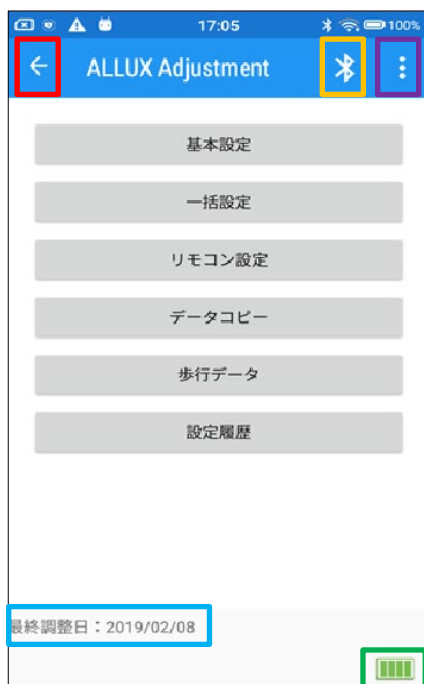 17:05
100%
ALLUX Adjustment
基本設定
一括設定
リモコン設定
データコピー
歩行データ
設定履歴
最終調整日：2019/02/08